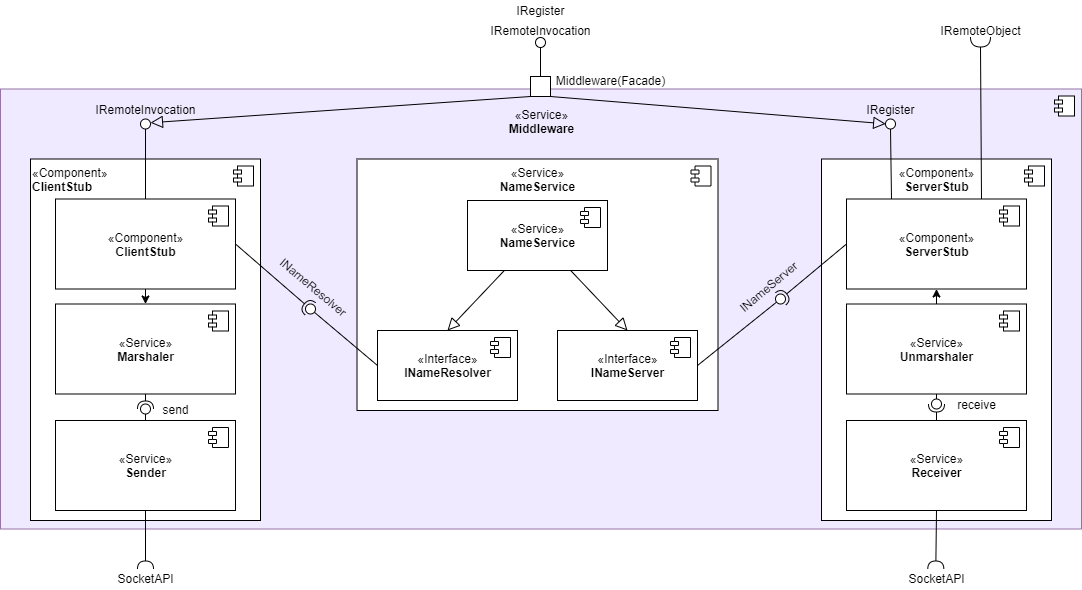 IRegister
IRemoteInvocation
IRemoteObject
Middleware(Facade)
IRemoteInvocation
«Service»
Middleware
IRegister
«Component»
ClientStub
«Component»
ClientStub
«Service»
Marshaler
send
«Service»
Sender
SocketAPI
INameResolver
«Service»
NameService
«Service»
NameService
«Interface»
INameResolver
«Interface»
INameServer
INameServer
«Component»
ServerStub
«Component»
ServerStub
«Service»
Unmarshaler
receive
«Service»
Receiver
SocketAPI